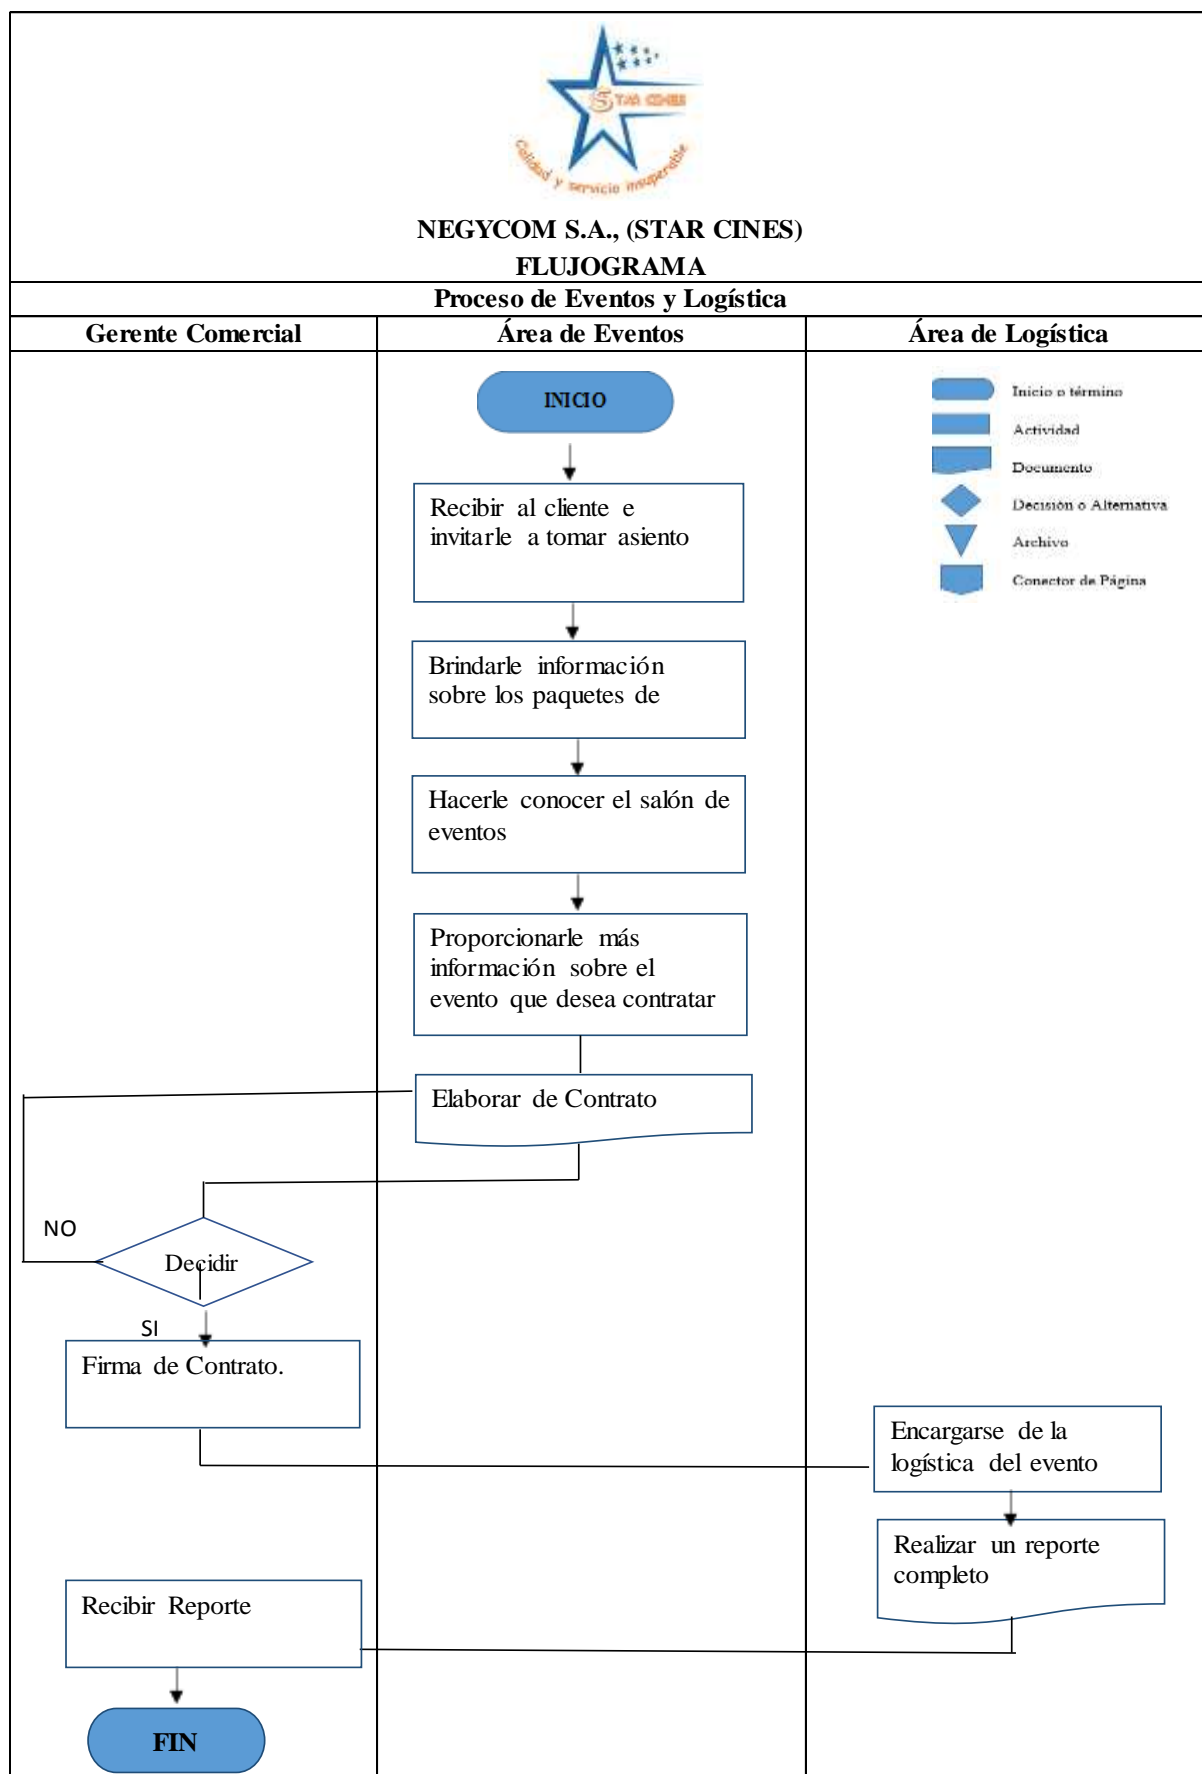 STAR CINES
Calidad y servicio insuperable
NEGYCOM S.A., (STAR CINES)
FLUJOGRAMA
Proceso de Eventos y Logística
Gerente Comercial
Área de Eventos
Área de Logística
INICIO
Inicio o término
Actividad
Documento
Decisión o Alternativa
Archivo
Conector de Página
Recibir al cliente e
invitarle a tomar asiento
Brindarle información
sobre los paquetes de
Hacerle conocer el salón de
eventos
Proporcionarle más
información sobre el
evento que desea contratar
Elaborar de Contrato
NO
Decidir
SI
Firma de Contrato.
Encargarse de la
logística del evento
Realizar un reporte
completo
Recibir Reporte
FIN